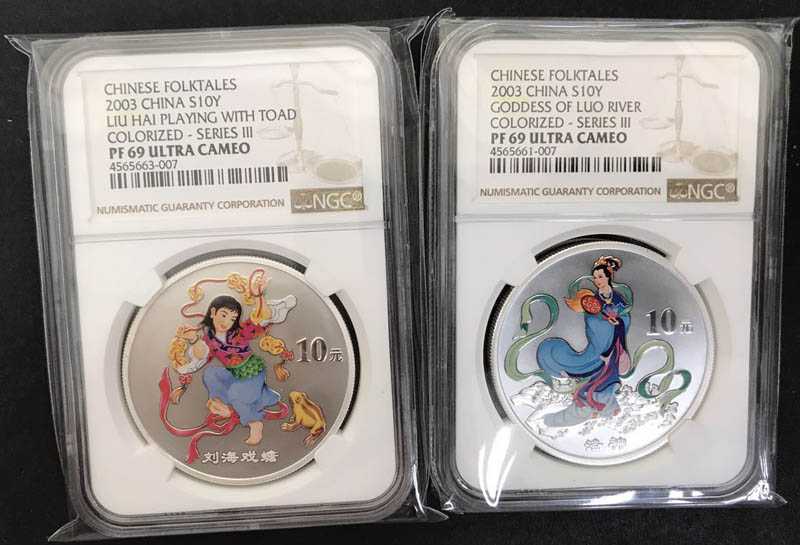 CHINESE FOLKTALES
2003 CHINA S10Y
LIU HAI PLAYING WITH TOAD
COLORIZED - SERIES III
PF 69 ULTRA CAMEO
4565663-007
NUMISMATIC GUARANTY CORPORATION
NGC®
10元
刘海戏蟾
CHINESE FOLKTALES
2003 CHINA S10Y
GODDESS OF LUO RIVER
COLORIZED - SERIES III
PF 69 ULTRA CAMEO
4565661-007
NUMISMATIC GUARANTY CORPORATION
NGC®
10元
洛神